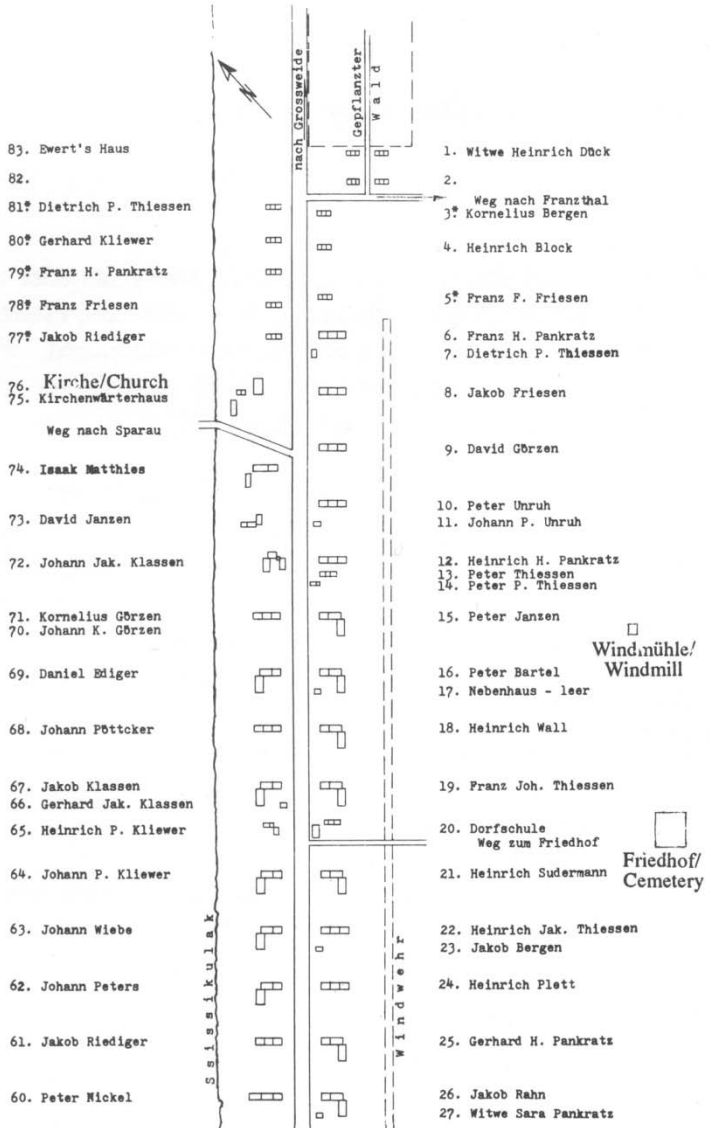 nach Grossweide
Gepflanzter
Wald
N
83. Ewert's Haus
82.
81* Dietrich P. Thiessen
80* Gerhard Kliewer
79* Franz H. Pankratz
78* Franz Friesen
77* Jakob Riediger
76. Kirche/Church
75. Kirchenwärterhaus
Weg nach Sparau
74. Isaak Matthies
73. David Janzen
72. Johann Jak. Klassen
71. Kornelius Görzen
70. Johann K. Görzen
69. Daniel Ediger
68. Johann Pöttcker
67. Jakob Klassen
66. Gerhard Jak. Klassen
65. Heinrich P. Kliewer
64. Johann P. Kliewer
63. Johann Wiebe
62. Johann Peters
61. Jakob Riediger
60. Peter Nickel
Ssissikulak
Windwehr
1. Witwe Heinrich Dück
2.
Weg nach Franzthal
3* Kornelius Bergen
4. Heinrich Block
5* Franz F. Friesen
6. Franz H. Pankratz
7. Dietrich P. Thiessen
8. Jakob Friesen
9. David Görzen
10. Peter Unruh
11. Johann P. Unruh
12. Heinrich H. Pankratz
13. Peter Thiessen
14. Peter P. Thiessen
15. Peter Janzen
Windmühle/
Windmill
16. Peter Bartel
17. Nebenhaus - leer
18. Heinrich Wall
19. Franz Joh. Thiessen
20. Dorfschule
Weg zum Friedhof
Friedhof/
Cemetery
21. Heinrich Sudermann
22. Heinrich Jak. Thiessen
23. Jakob Bergen
24. Heinrich Plett
25. Gerhard H. Pankratz
26. Jakob Rahn
27. Witwe Sara Pankratz